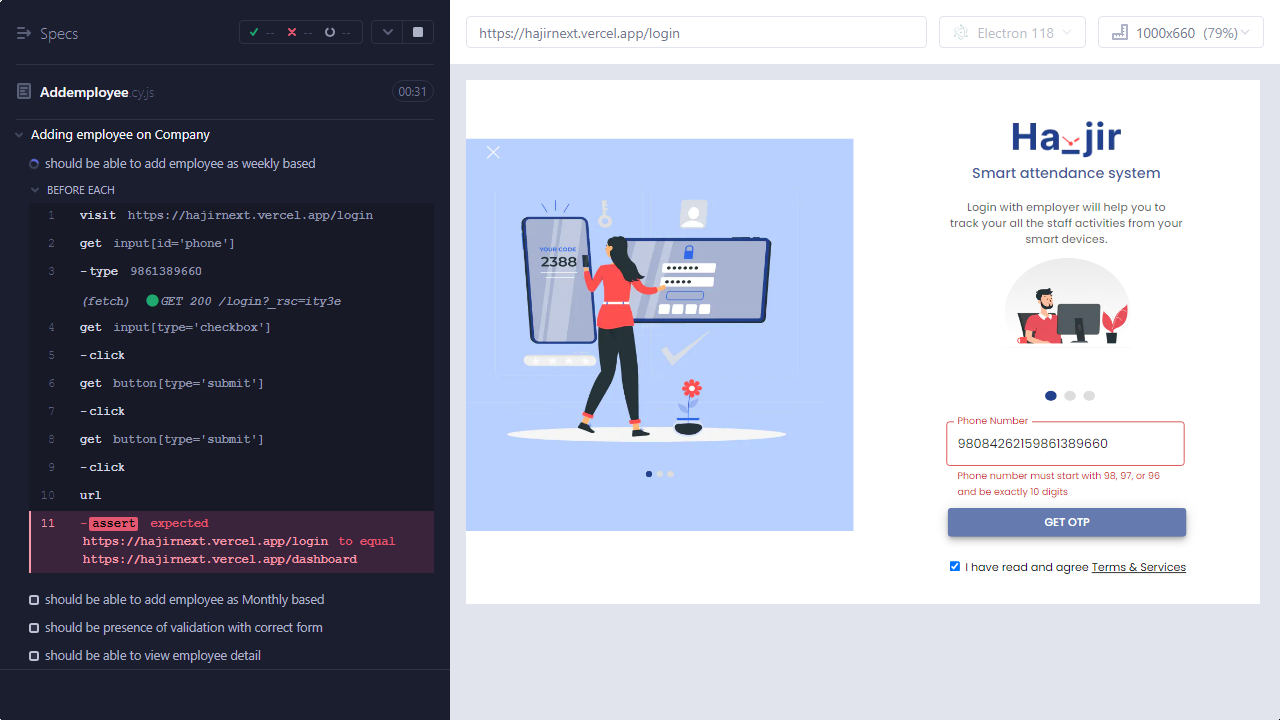 Specs
-- -- --
Addemployee.cy.js 00:31
Adding employee on Company
should be able to add employee as weekly based
BEFORE EACH
1 visit https://hajirnext.vercel.app/login
2 get input[id='phone']
3 -type 9861389660
(fetch) GET 200 /login?_rsc=ity3e
4 get input[type='checkbox']
5 -click
6 get button[type='submit']
7 -click
8 get button[type='submit']
9 -click
10 url
11 -assert expected
https://hajirnext.vercel.app/login to equal
https://hajirnext.vercel.app/dashboard
should be able to add employee as Monthly based
should be presence of validation with correct form
should be able to view employee detail
https://hajirnext.vercel.app/login
Electron 118
1000x660 (79%)
YOUR CODE
2388
Ha_jir
Smart attendance system
Login with employer will help you to
track your all the staff activities from your
smart devices.
Phone Number
98084262159861389660
Phone number must start with 98, 97, or 96
and be exactly 10 digits
GET OTP
I have read and agree Terms & Services